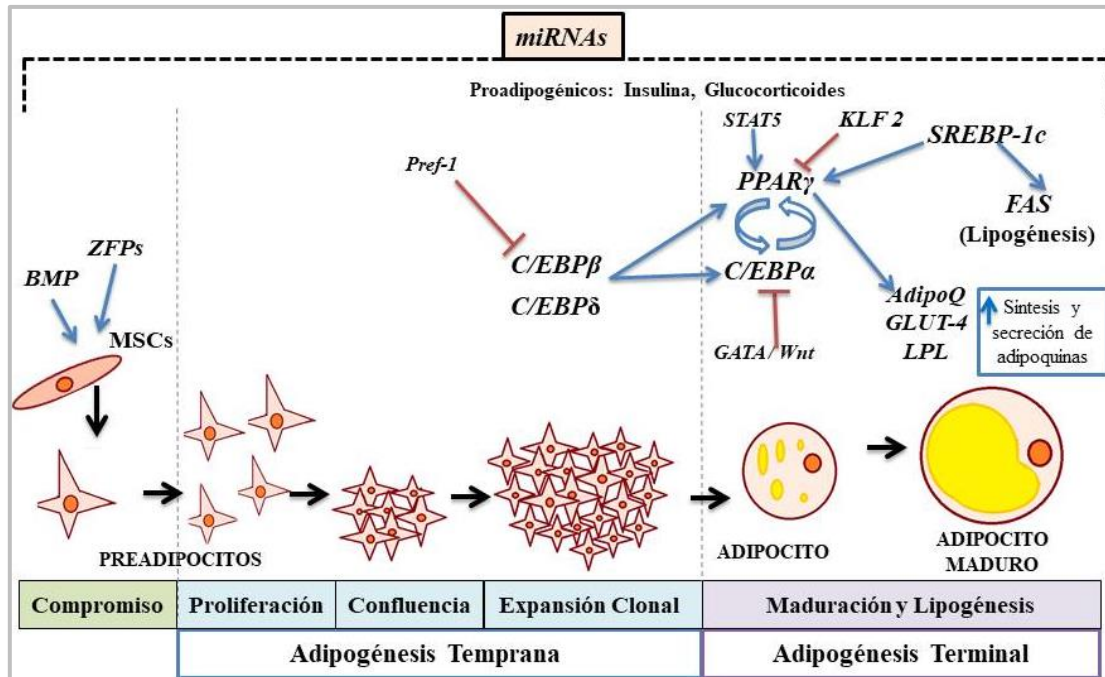 miRNAs
Proadipogénicos: Insulina, Glucocorticoides
STAT5
KLF 2
SREBP-1c
Pref-1
PPARγ
FAS
(Lipogénesis)
ZFPs
BMP
C/EBPβ
C/EBPα
C/EBPδ
AdipoQ
GLUT-4
LPL
Sintesis y
secreción de
adipoquinas
MSCs
GATA/ Wnt
PREADIPOCITOS
ADIPOCITO
ADIPOCITO
MADURO
Compromiso
Proliferación
Confluencia
Expansión Clonal
Maduración y Lipogénesis
Adipogénesis Temprana
Adipogénesis Terminal